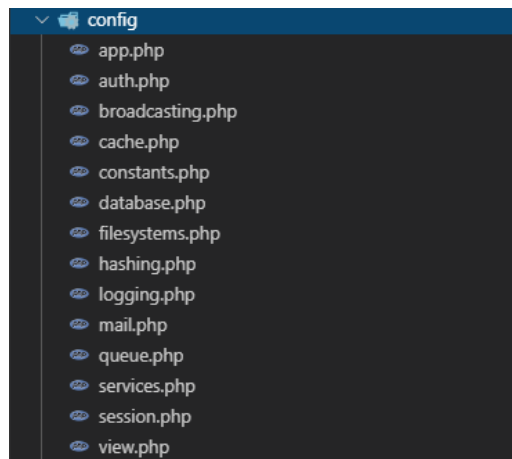 config
app.php
auth.php
broadcasting.php
cache.php
constants.php
database.php
filesystems.php
hashing.php
logging.php
mail.php
queue.php
services.php
session.php
view.php